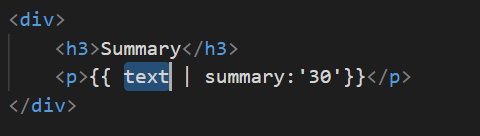 <div>
<h3>Summary</h3>
<p>{{ text | summary:'30'}}</p>
</div>